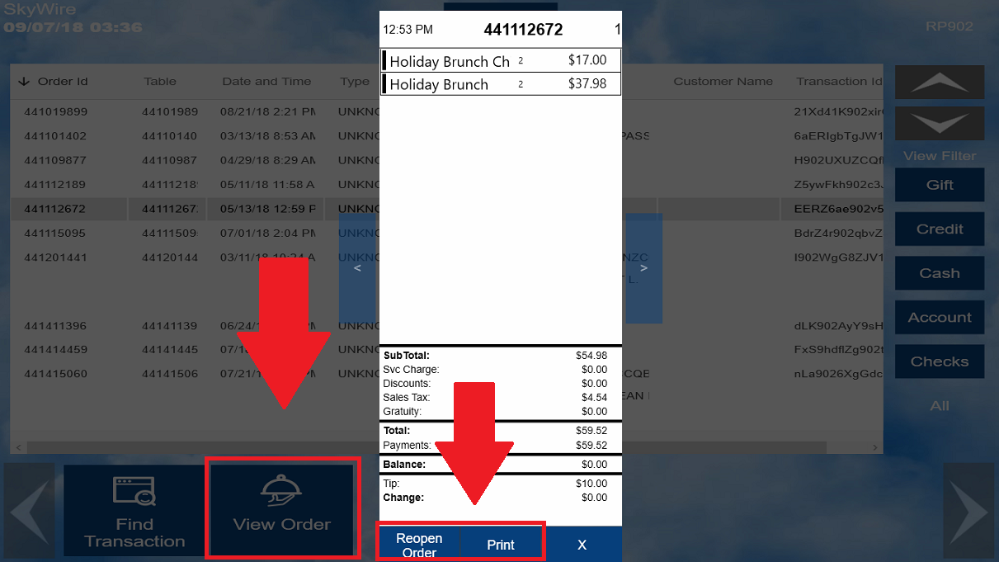 SkyWire
09/07/18 03:36
RP902
12:53 PM 441112672 1
Holiday Brunch Ch 2 $17.00
Holiday Brunch 2 $37.98
Order Id Table Date and Time Type Customer Name Transaction Id
441019899 44101989 08/21/18 2:21 PM UNKNO
441101402 44110140 03/13/18 8:53 AM UNKNO PASS 6aERIgbTgJW1
441109877 44110987 04/29/18 8:29 AM UNKNO H902UXUZCQf
441112189 44111218 05/11/18 11:58 A UNKNO Z5ywFkh902c3
441112672 44111267 05/13/18 12:59 P UNKNO EERZ6ae902v5
441115095 44111509 07/01/18 2:04 PM UNKNO BdrZ4r902qbvZ
441201441 44120144 03/11/18 10:24 A UNKNO NZC I902WgG8ZJV1
T L.
441411396 44141139 06/24/ UNKNO dLK902AyY9sH
441414459 44141445 07/1 UNKNO FxS9hdflZg902t
441415060 44141506 07/21/ UNKNO CQE nLa9026XgGdc
EAN
< >
View Filter
Gift
Credit
Cash
Account
Checks
All
SubTotal: $54.98
Svc Charge: $0.00
Discounts: $0.00
Sales Tax: $4.54
Gratuity: $0.00
Total: $59.52
Payments: $59.52
Balance: $0.00
Tip: $10.00
Change: $0.00
Find
Transaction
View Order
Reopen
Order
Print
X